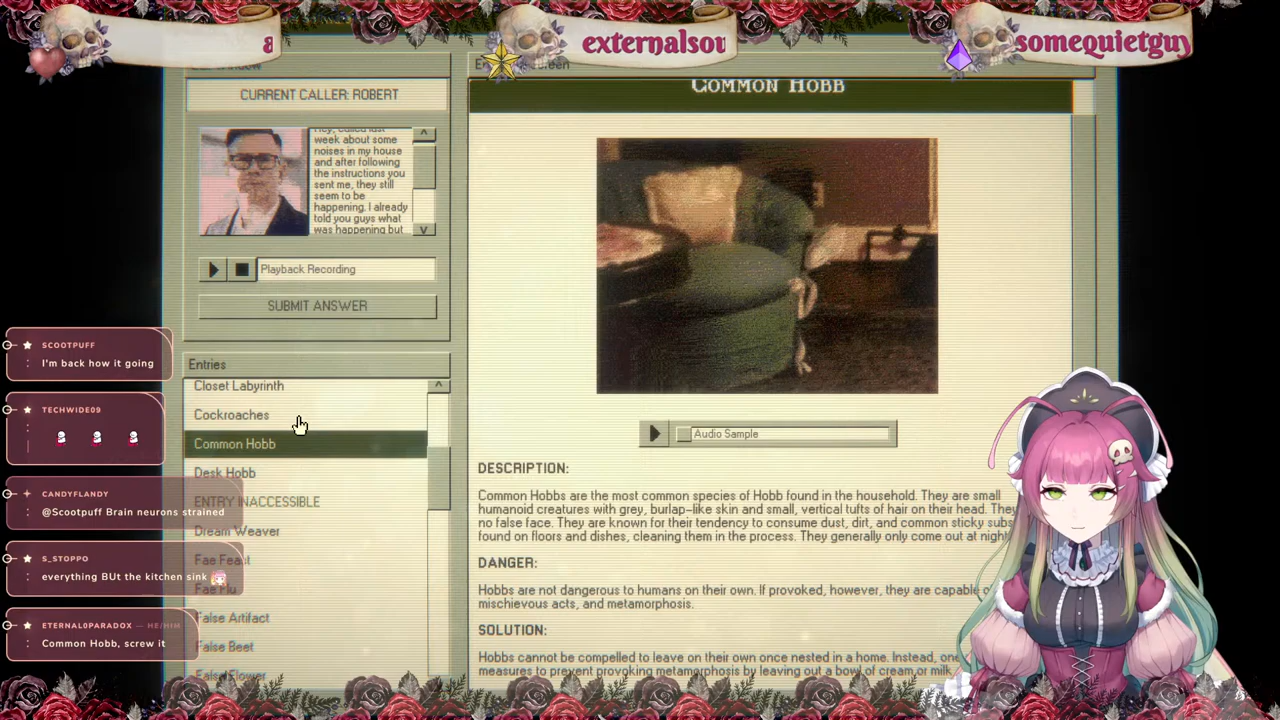 externalsou
somequietguy
CURRENT CALLER: ROBERT
COMMON HOBB
week about some
noises in my house
and after following
the instructions you
sent me, they still
seem to be
happening. I already
told you guys what
was happening but
Playback Recording
SUBMIT ANSWER
Entries
Closet Labyrinth
Cockroaches
Common Hobb
Desk Hobb
ENTRY INACCESSIBLE
Dream Weaver
Fae Feast
Fae Flu
False Artifact
False Beet
False Flower
Audio Sample
DESCRIPTION:
Common Hobbs are the most common species of Hobb found in the household. They are small
humanoid creatures with grey, burlap-like skin and small, vertical tufts of hair on their head. They
no false face. They are known for their tendency to consume dust, dirt, and common sticky subs
found on floors and dishes, cleaning them in the process. They generally only come out at night
DANGER:
Hobbs are not dangerous to humans on their own. If provoked, however, they are capable o
mischievous acts, and metamorphosis.
SOLUTION:
Hobbs cannot be compelled to leave on their own once nested in a home. Instead, one
measures to prevent provoking metamorphosis by leaving out a bowl of cream or milk
SCOOTPUFF
I'm back how it going
TECHWIDE09
CANDYFLANDY
@Scootpuff Brain neurons strained
S_STOPPO
everything BUt the kitchen sink
ETERNAL0PARADOX — HE/HIM
Common Hobb, screw it